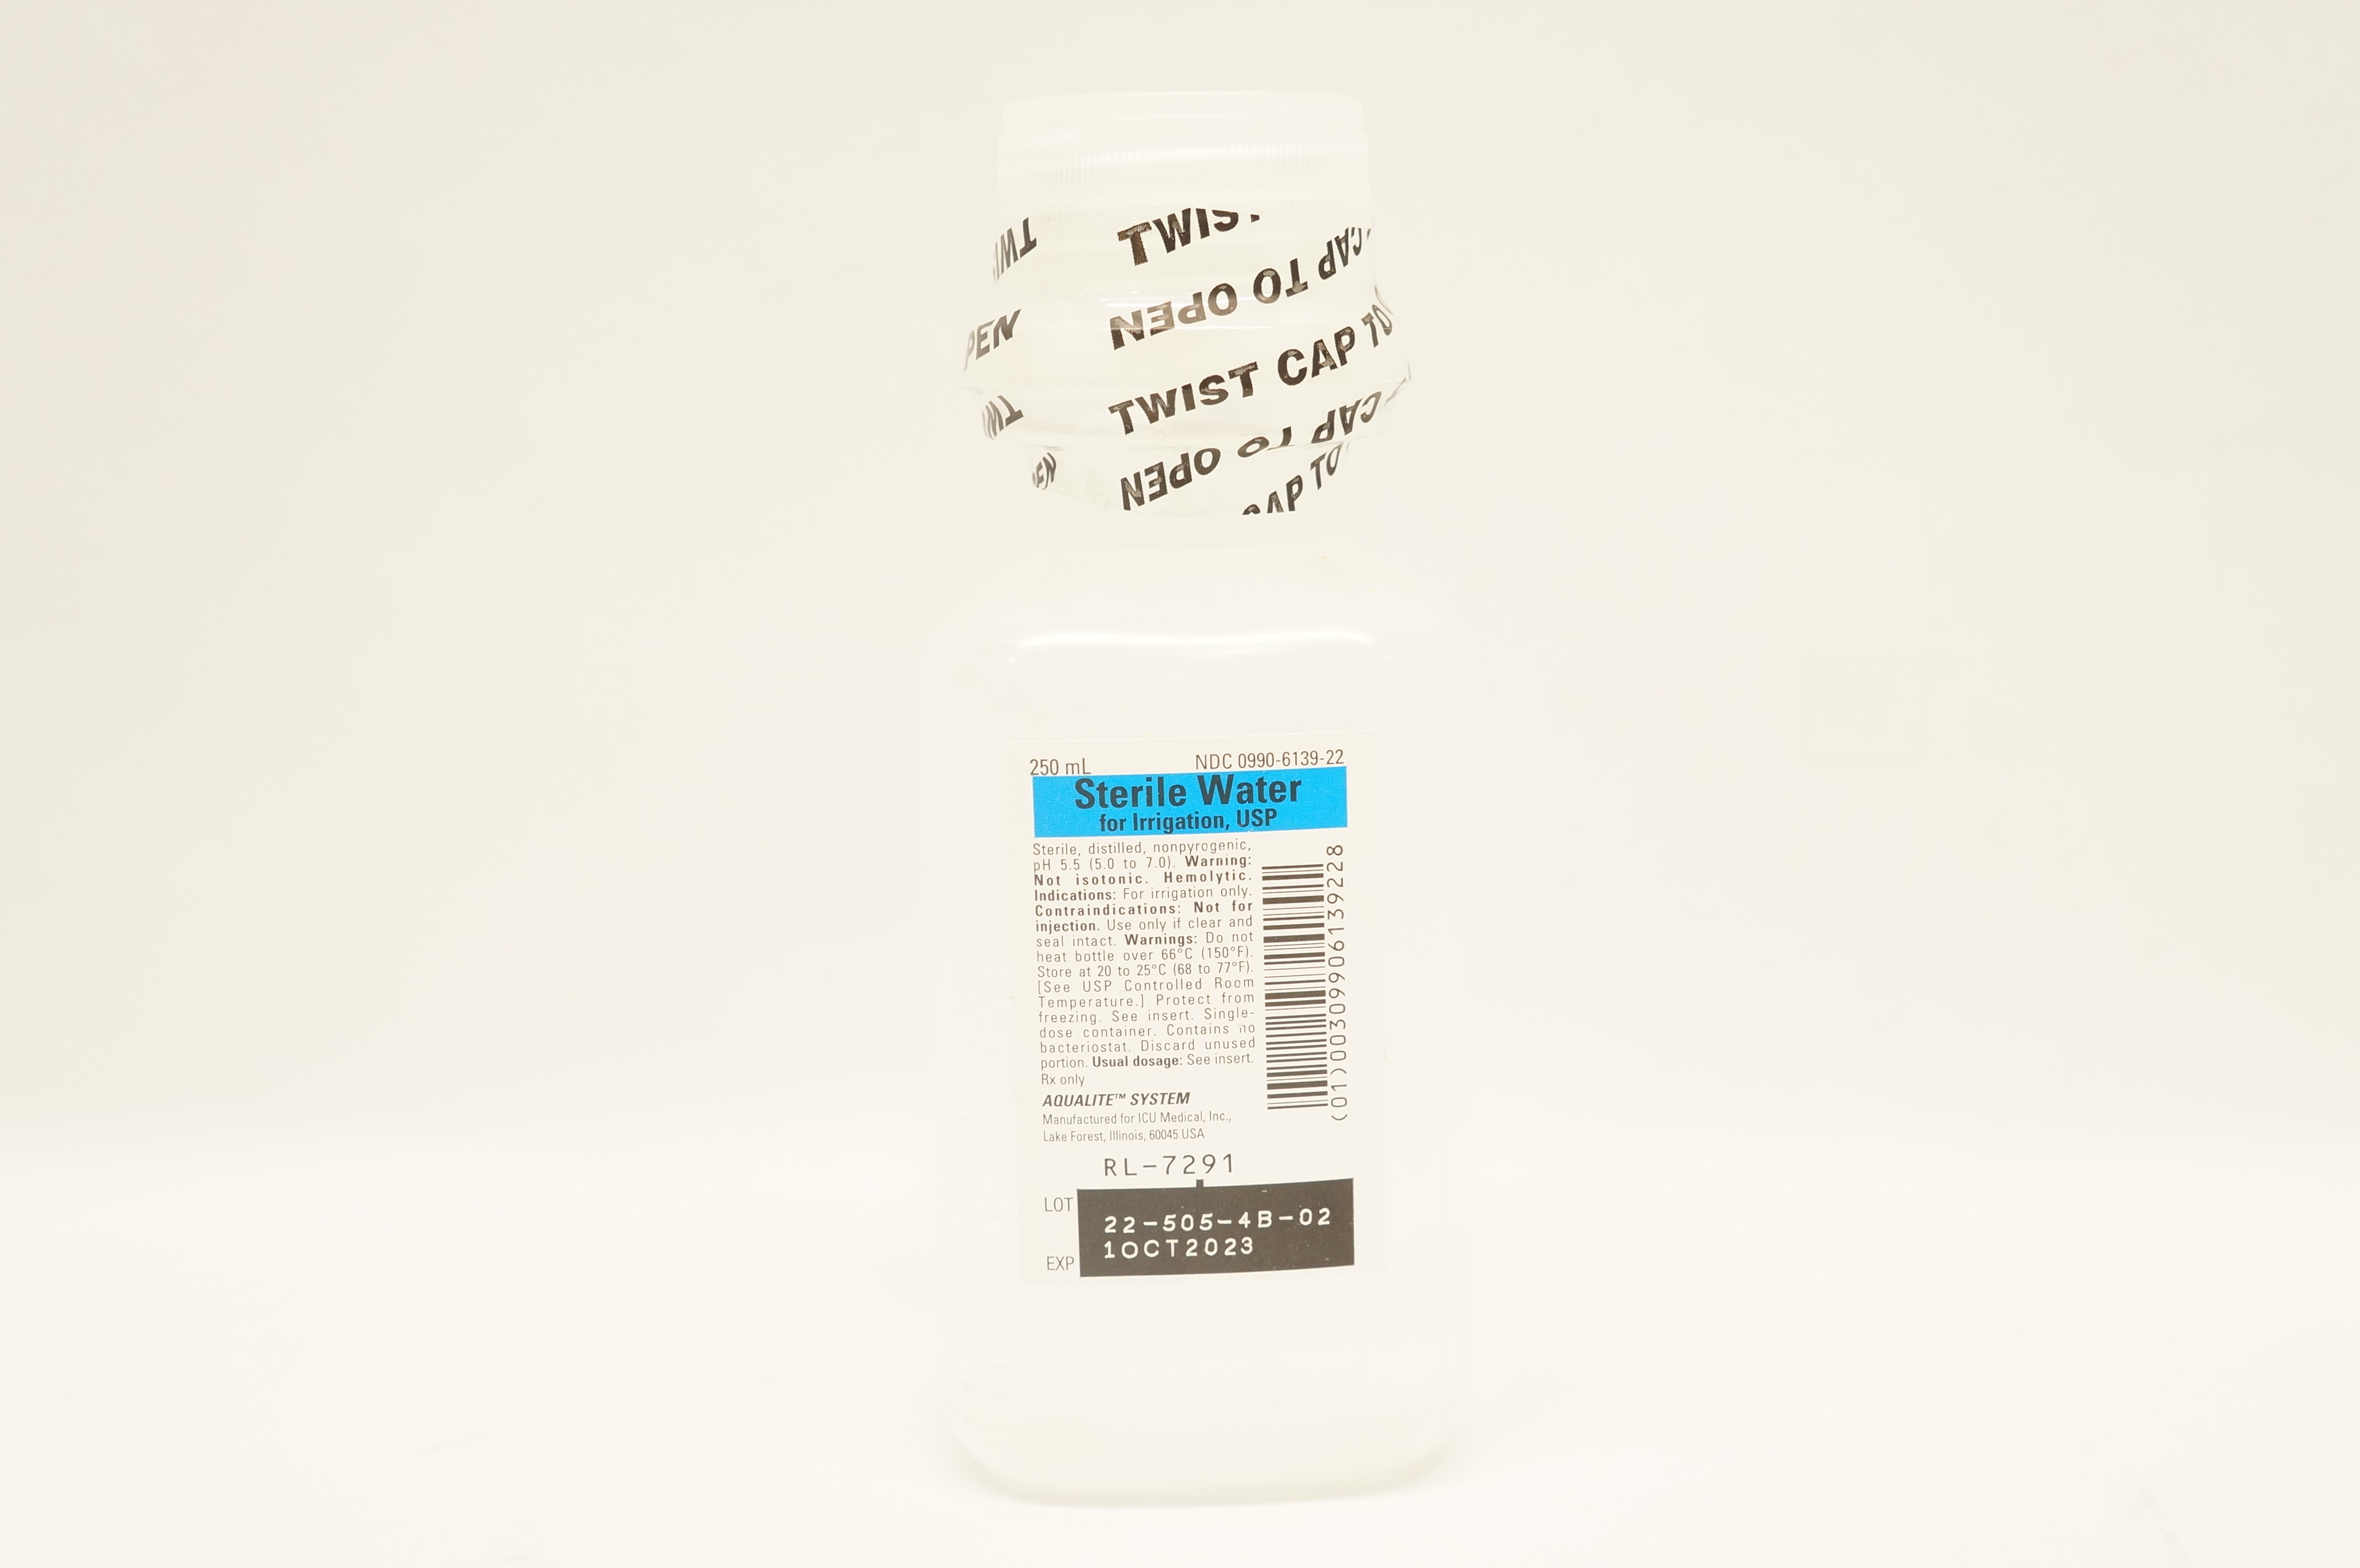 TWIST
CAP TO OPEN
PEN
TWIST CAP TO
TWI
CAP TO OPEN
CAP TO
250 mL NDC 0990-6139-22
Sterile Water
for Irrigation, USP
Sterile, distilled, nonpyrogenic,
pH 5.5 (5.0 to 7.0). Warning:
Not isotonic. Hemolytic.
Indications: For irrigation only.
Contraindications: Not for
injection. Use only if clear and
seal intact. Warnings: Do not
heat bottle over 66°C (150°F).
Store at 20 to 25°C (68 to 77°F).
[See USP Controlled Room
Temperature.] Protect from
freezing. See insert. Single-
dose container. Contains no
bacteriostat. Discard unused
portion. Usual dosage: See insert.
Rx only
(01)00309906139228
AQUALITE™ SYSTEM
Manufactured for ICU Medical, Inc.,
Lake Forest, Illinois, 60045 USA
RL-7291
LOT 22-505-4B-02
EXP 1OCT2023